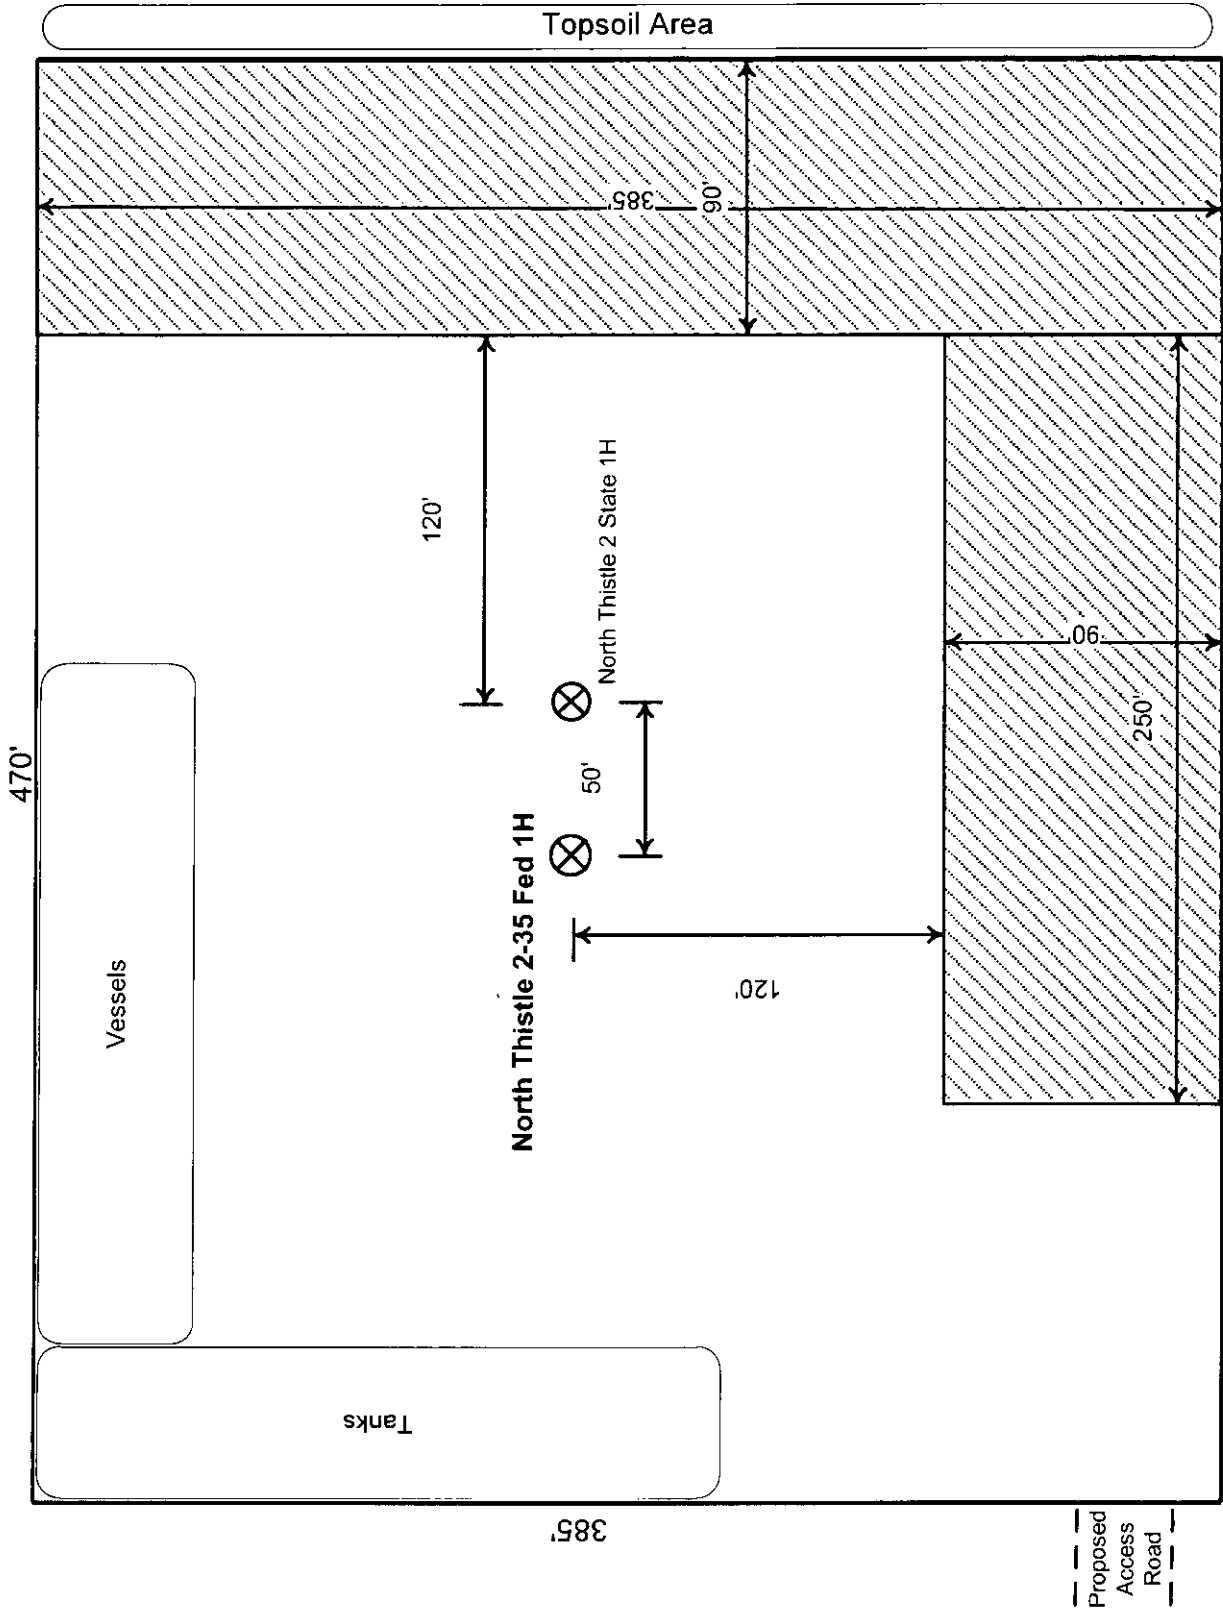 Topsoil Area
385'
90'
120'
North Thistle 2 State 1H
470'
50'
North Thistle 2-35 Fed 1H
Vessels
120'
90
250'
Tanks
385'
Proposed
Access
Road